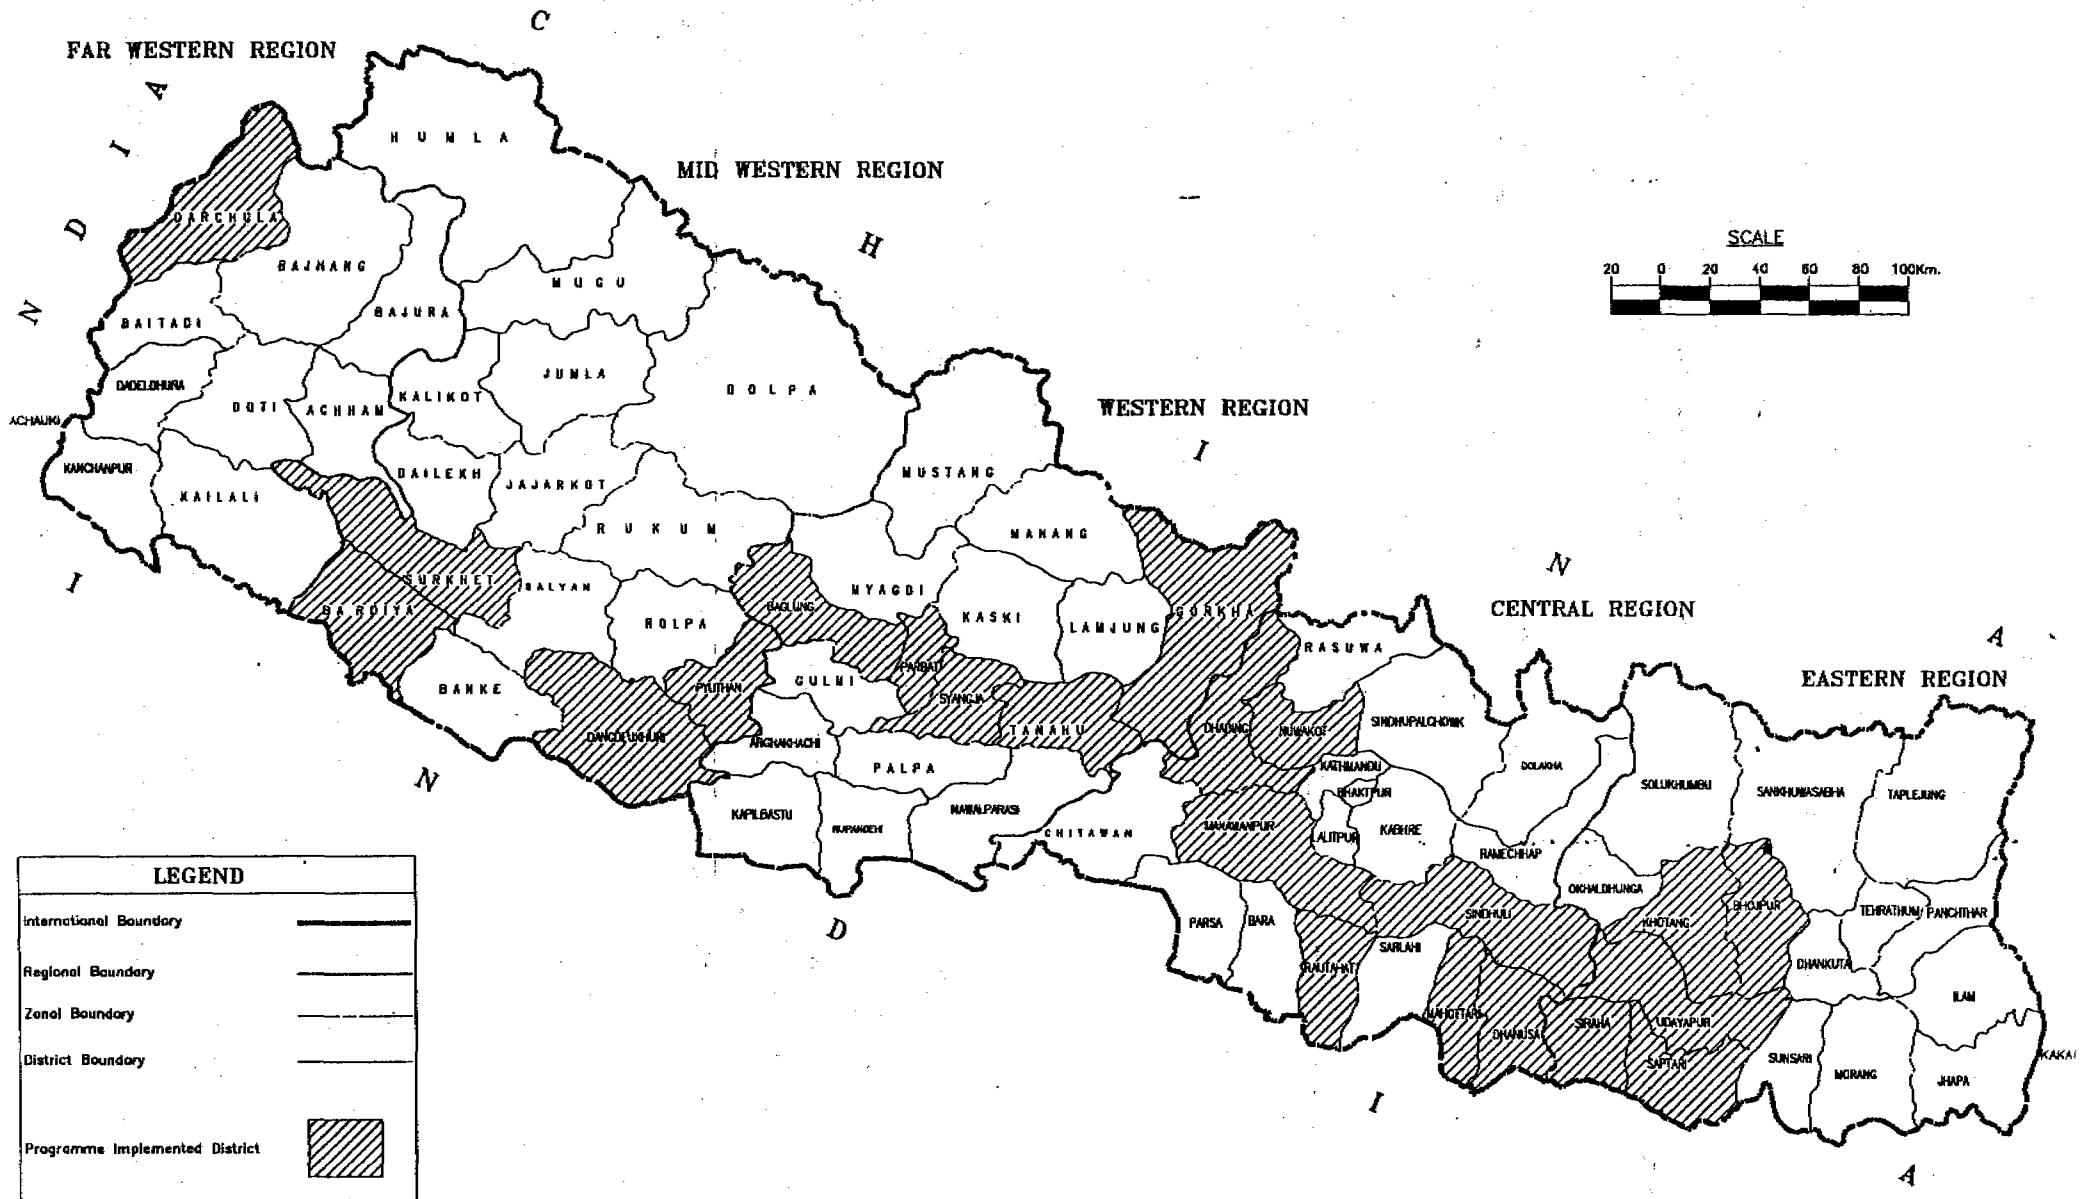 C
FAR WESTERN REGION
A
HUMLA
I
MID WESTERN REGION
DARCHULA
D
H
SCALE
BAJHANG
20 0 20 40 60 80 100Km.
MUGU
N
BAJURA
BAITADI
JUMLA
DADELDHURA
DOLPA
KALIKOT
DOTI
ACHHAM
WESTERN REGION
ACHAUKI
I
KANCHANPUR
DAILEKH
MUSTANG
JAJARKOT
KAILALI
RUKUM
MANANG
N
I
SURKHET
SALYAN
MYAGDI
BARDIYA
BAGLUNG
GORKHA
CENTRAL REGION
KASKI
ROLPA
LAMJUNG
A
RASUWA
PARBAT
EASTERN REGION
GULMI
BANKE
PYUTHAN
SYANGJA
SINDHUPALCHOWK
DHADING
NUWAKOT
TANAHU
DANGDEUKHURI
ARGHAKHACHI
KATHMANDU
DOLAKHA
PALPA
N
SOLUKHUMBU
SANKHUWASABHA
BHAKTPUR
TAPLEJUNG
NAWALPARASI
KAPILBASTU
MAKAWANPUR
RUPANDEHI
KABHRE
CHITAWAN
LALITPUR
RAMECHHAP
LEGEND
OKHALDHUNGA
BHOJPUR
TEHRATHUM
PANCHTHAR
SINDHULI
International Boundary
PARSA
BARA
KHOTANG
D
SARLAHI
DHANKUTA
RAUTAHAT
Regional Boundary
ILAM
Zonal Boundary
MAHOTTARI
SIRAHA
UDAYAPUR
DHANUSA
KAKAI
District Boundary
SAPTARI
SUNSARI
MORANG
JHAPA
I
Programme Implemented District
A